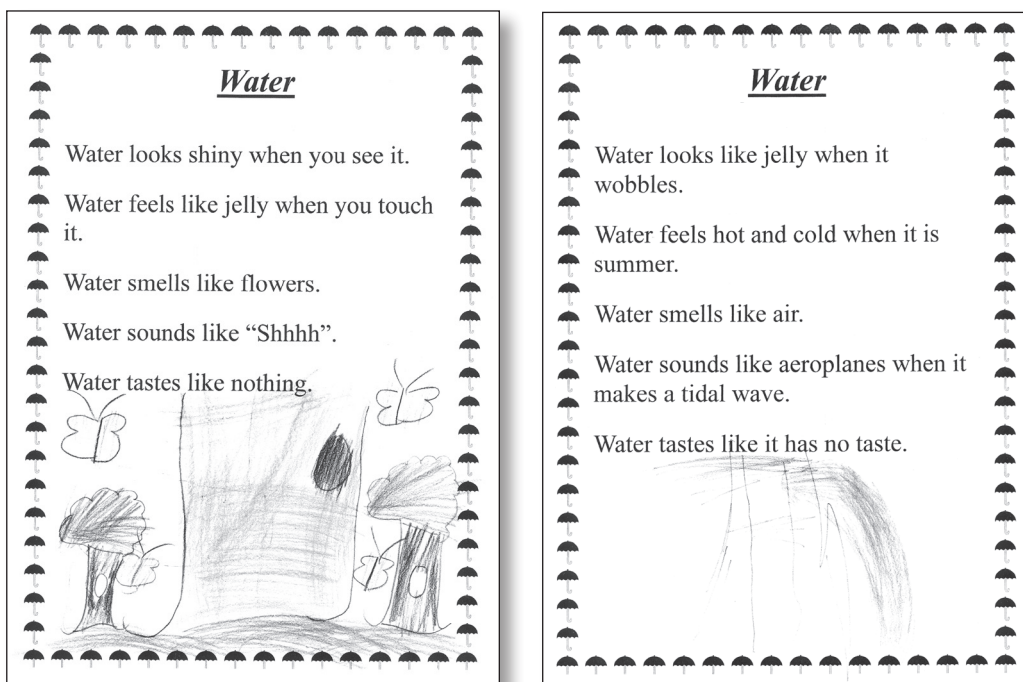 Water
Water looks shiny when you see it.
Water feels like jelly when you touch
it.
Water smells like flowers.
Water sounds like “Shhhh”.
Water tastes like nothing.
Water
Water looks like jelly when it
wobbles.
Water feels hot and cold when it is
summer.
Water smells like air.
Water sounds like aeroplanes when it
makes a tidal wave.
Water tastes like it has no taste.